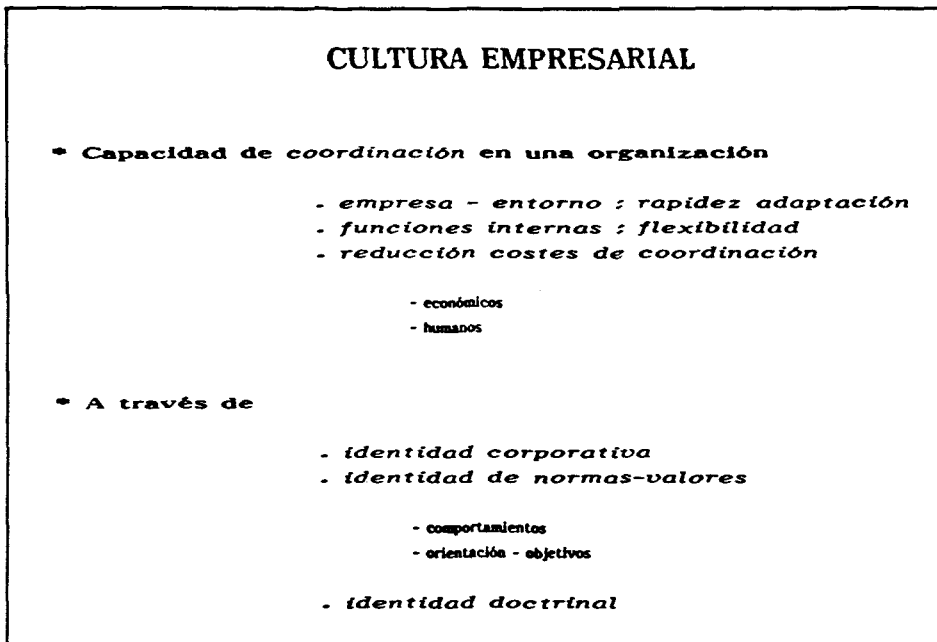 CULTURA EMPRESARIAL
* Capacidad de coordinación en una organización
. empresa - entorno : rapidez adaptación
. funciones internas : flexibilidad
. reducción costes de coordinación
- económicos
- humanos
* A través de
. identidad corporativa
. identidad de normas-valores
- comportamientos
- orientación - objetivos
. identidad doctrinal